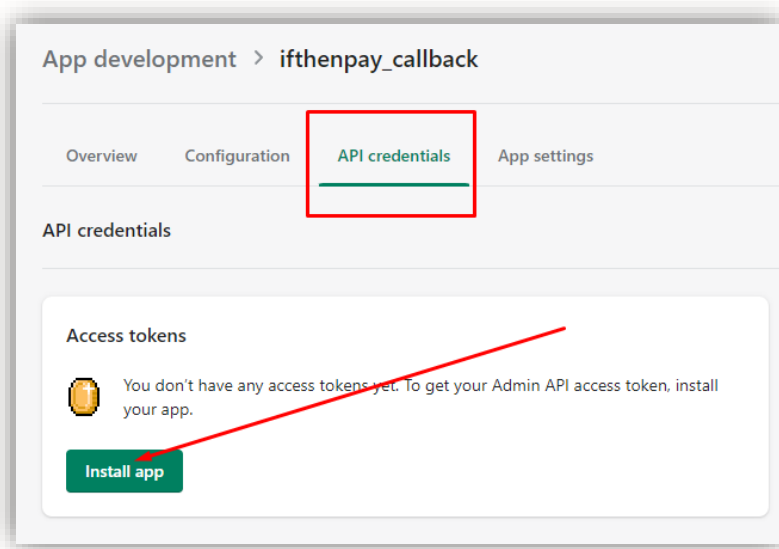 App development > ifthenpay_callback
Overview Configuration API credentials App settings
API credentials
Access tokens
You don't have any access tokens yet. To get your Admin API access token, install
your app.
Install app